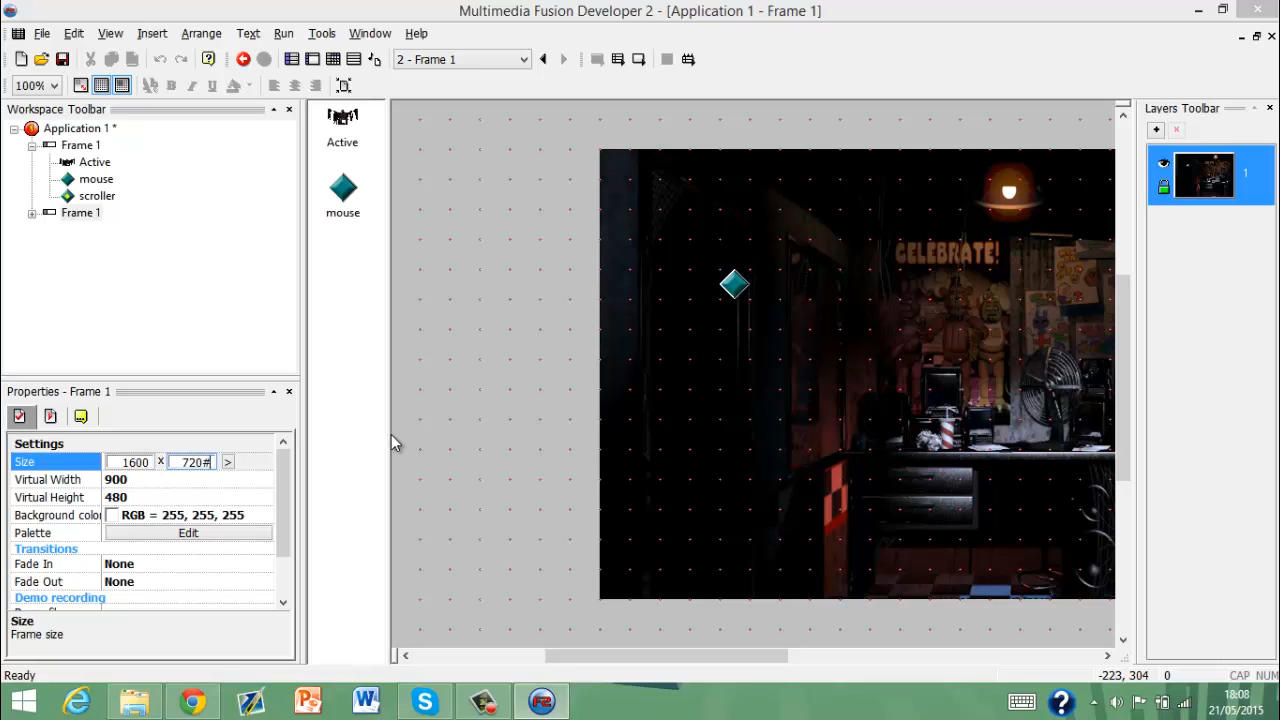 Multimedia Fusion Developer 2 - [Application 1 - Frame 1]
File Edit View Insert Arrange Text Run Tools Window Help
2 - Frame 1
100%
Workspace Toolbar
Application 1 *
Frame 1
Active
mouse
scroller
Frame 1
Active
mouse
CELEBRATE!
Layers Toolbar
1
Properties - Frame 1
Settings
Size 1600 x 720# >
Virtual Width 900
Virtual Height 480
Background colo RGB = 255, 255, 255
Palette Edit
Transitions
Fade In None
Fade Out None
Demo recording
Size
Frame size
Ready -223, 304 0 CAP NUM
18:08
21/05/2015